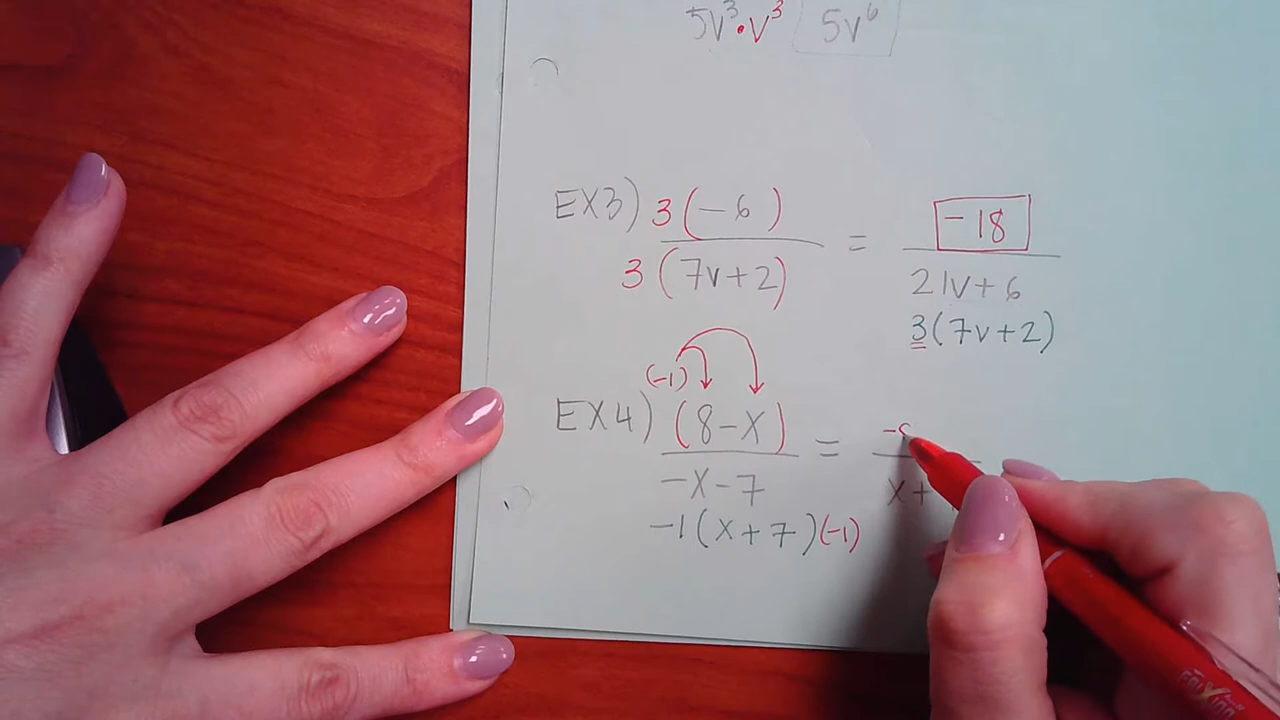 5v³ · v³ 5v⁶
EX3) 3(-6) = -18
3(7v+2) 21v+6
3(7v+2)
(-1)
EX4) (8-x) =
-x-7 x+
-1(x+7)(-1)